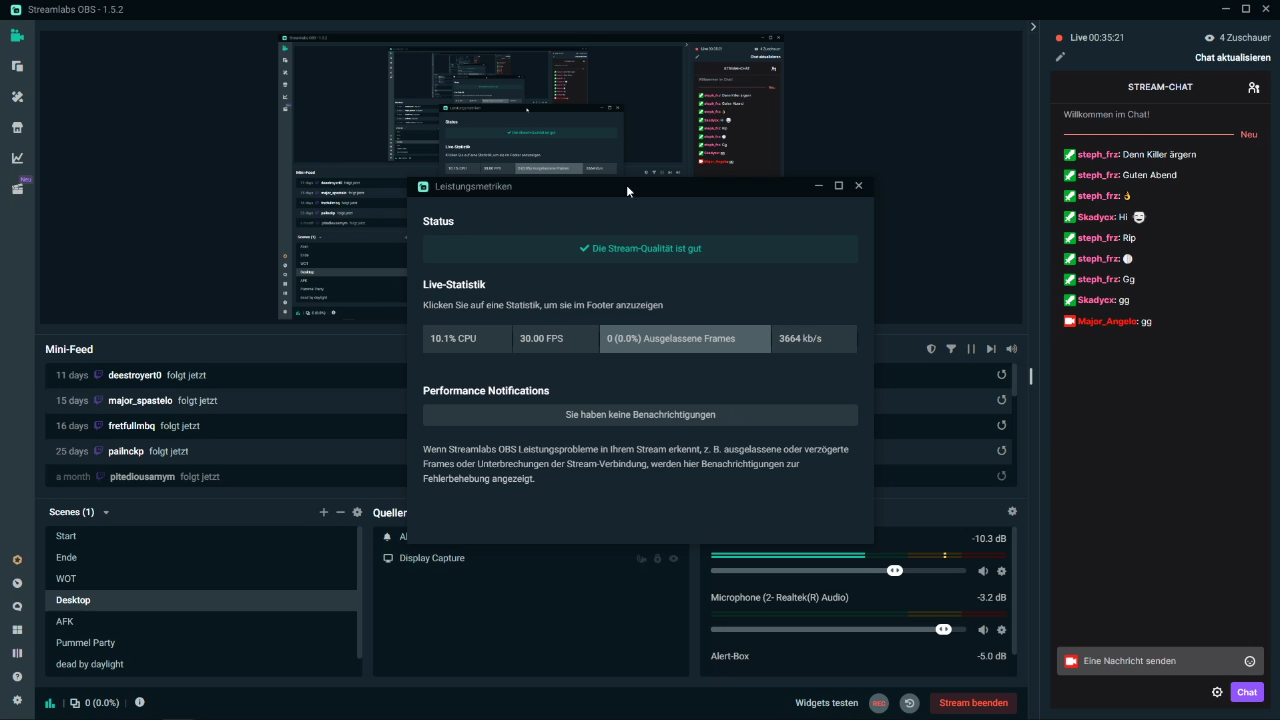 Streamlabs OBS - 1.5.2
Live 00:35:21
4 Zuschauer
Chat aktualisieren
STREAM-CHAT
Willkommen im Chat!
Neu
steph_frz: Dann Killer ärgern
steph_frz: Guten Abend
steph_frz: 👌
Skadycx: Hi
steph_frz: Rip
steph_frz:
steph_frz: Gg
Skadycx: gg
Major_Angelo: gg
Eine Nachricht senden
Chat
Neu
Leistungsmetriken
Status
Die Stream-Qualität ist gut
Live-Statistik
Klicken Sie auf eine Statistik, um sie im Footer anzuzeigen
10.1% CPU
30.00 FPS
0 (0.0%) Ausgelassene Frames
3664 kb/s
Performance Notifications
Sie haben keine Benachrichtigungen
Wenn Streamlabs OBS Leistungsprobleme in Ihrem Stream erkennt, z. B. ausgelassene oder verzögerte
Frames oder Unterbrechungen der Stream-Verbindung, werden hier Benachrichtigungen zur
Fehlerbehebung angezeigt.
Mini-Feed
11 days deestroyert0 folgt jetzt
15 days major_spastelo folgt jetzt
16 days fretfullmbq folgt jetzt
25 days pailnckp folgt jetzt
a month pitediousamym folgt jetzt
Scenes (1)
Start
Ende
WOT
Desktop
AFK
Pummel Party
dead by daylight
Queller
Al
Display Capture
-10.3 dB
Microphone (2- Realtek(R) Audio)
-3.2 dB
Alert-Box
-5.0 dB
0 (0.0%)
Widgets testen
REC
Stream beenden